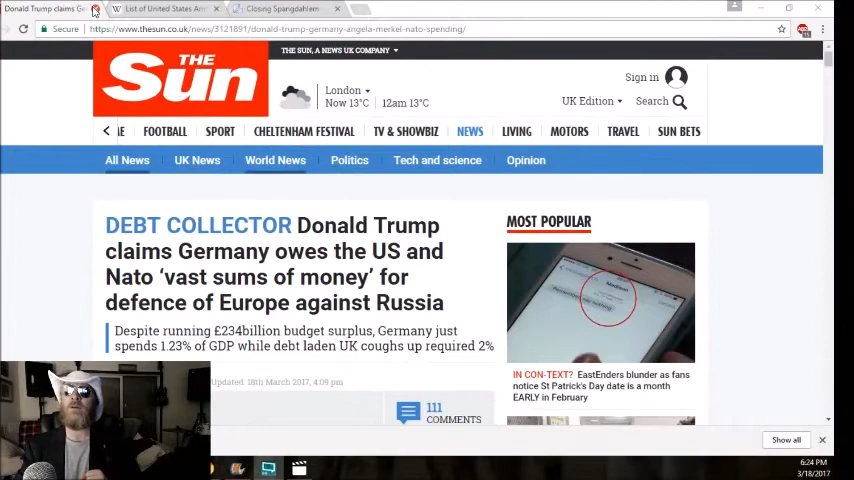 Donald Trump claims Ge
List of United States Arm
Closing Spangdahlem
Secure
https://www.thesun.co.uk/news/3121891/donald-trump-germany-angela-merkel-nato-spending/
THE SUN, A NEWS UK COMPANY
THE
Sun
London
Now 13°C
12am 13°C
Sign in
UK Edition
Search
FOOTBALL
SPORT
CHELTENHAM FESTIVAL
TV & SHOWBIZ
NEWS
LIVING
MOTORS
TRAVEL
SUN BETS
All News
UK News
World News
Politics
Tech and science
Opinion
DEBT COLLECTOR Donald Trump
claims Germany owes the US and
Nato ‘vast sums of money’ for
defence of Europe against Russia
Despite running £234billion budget surplus, Germany just
spends 1.23% of GDP while debt laden UK coughs up required 2%
Updated: 18th March 2017, 4:09 pm
111
COMMENTS
MOST POPULAR
Madison
IN CON-TEXT? EastEnders blunder as fans
notice St Patrick's Day date is a month
EARLY in February
Show all
6:24 PM
3/18/2017